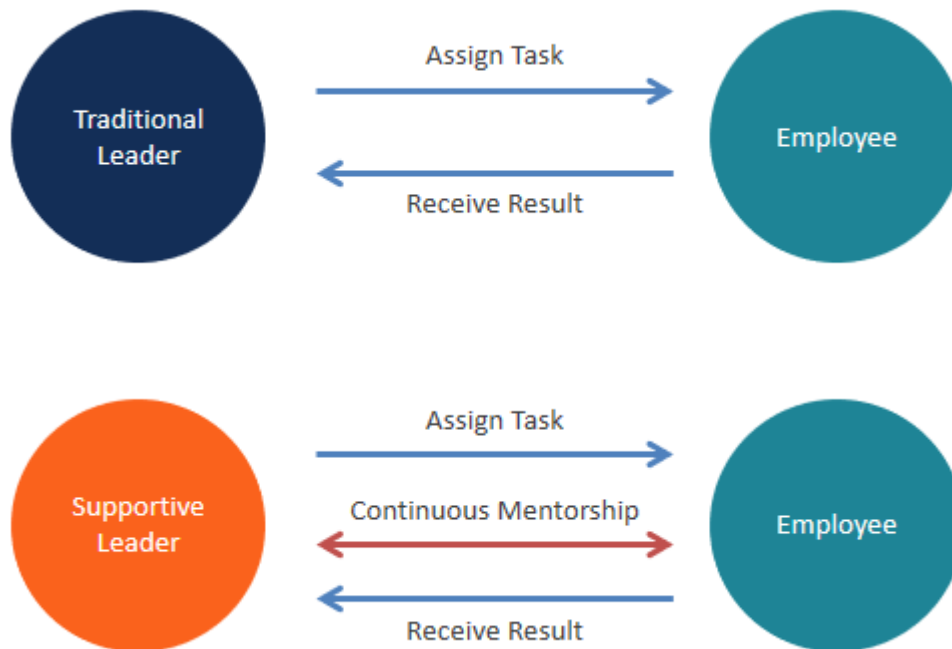 Assign Task
Traditional
Leader
Employee
Receive Result
Assign Task
Continuous Mentorship
Supportive
Leader
Employee
Receive Result